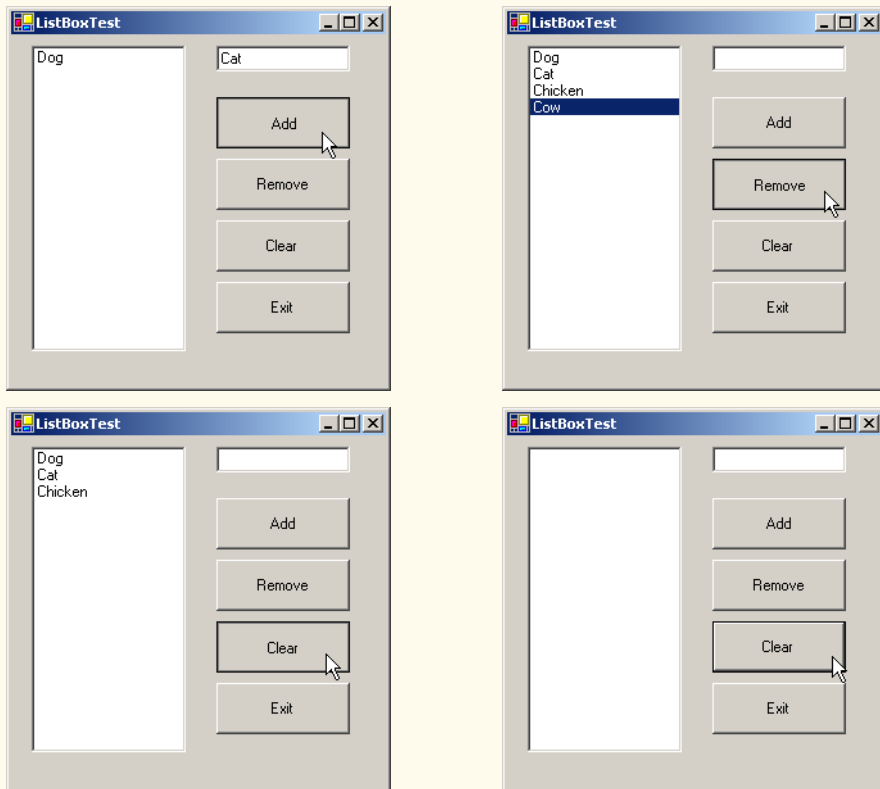 ListBoxTest
Dog
Cat
Add
Remove
Clear
Exit
ListBoxTest
Dog
Cat
Chicken
Cow
Add
Remove
Clear
Exit
ListBoxTest
Dog
Cat
Chicken
Add
Remove
Clear
Exit
ListBoxTest
Add
Remove
Clear
Exit